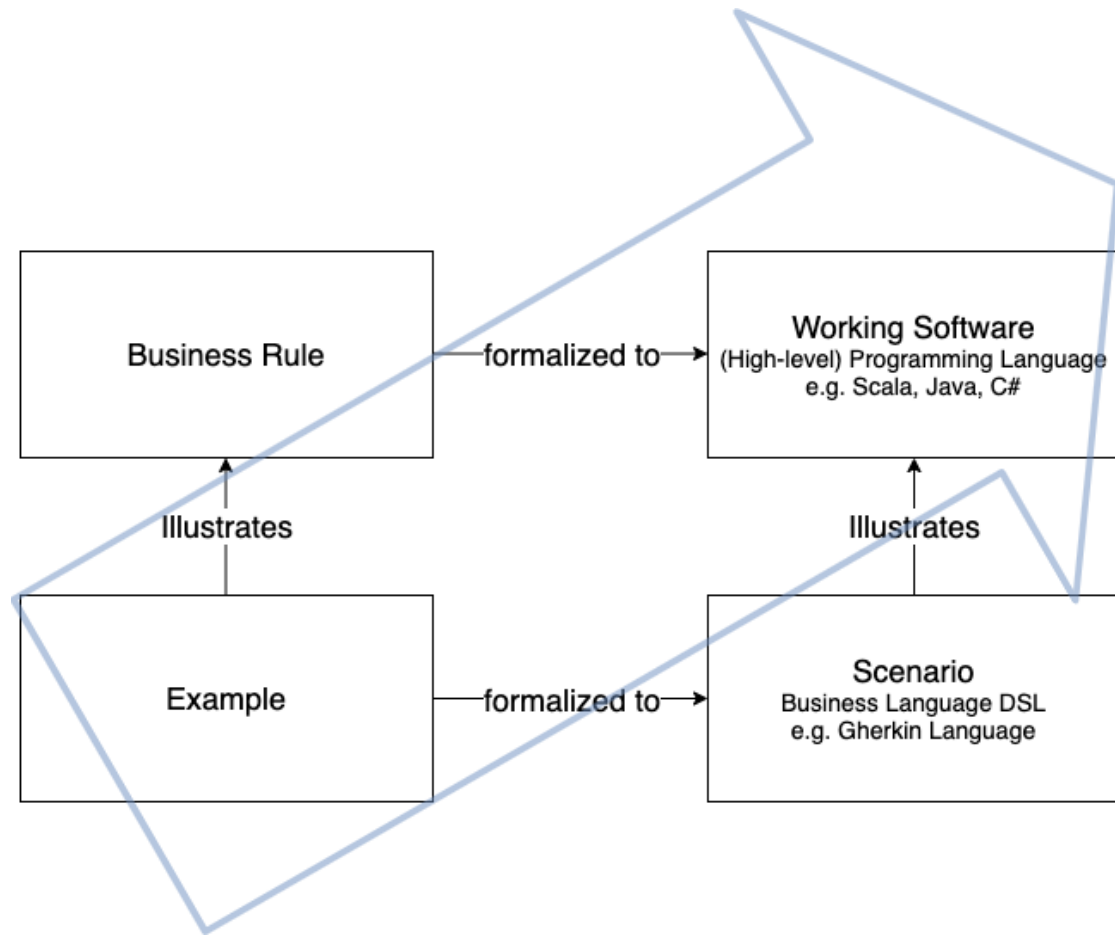 Business Rule
formalized to
Working Software
(High-level) Programming Language
e.g. Scala, Java, C#
Illustrates
Illustrates
Example
formalized to
Scenario
Business Language DSL
e.g. Gherkin Language